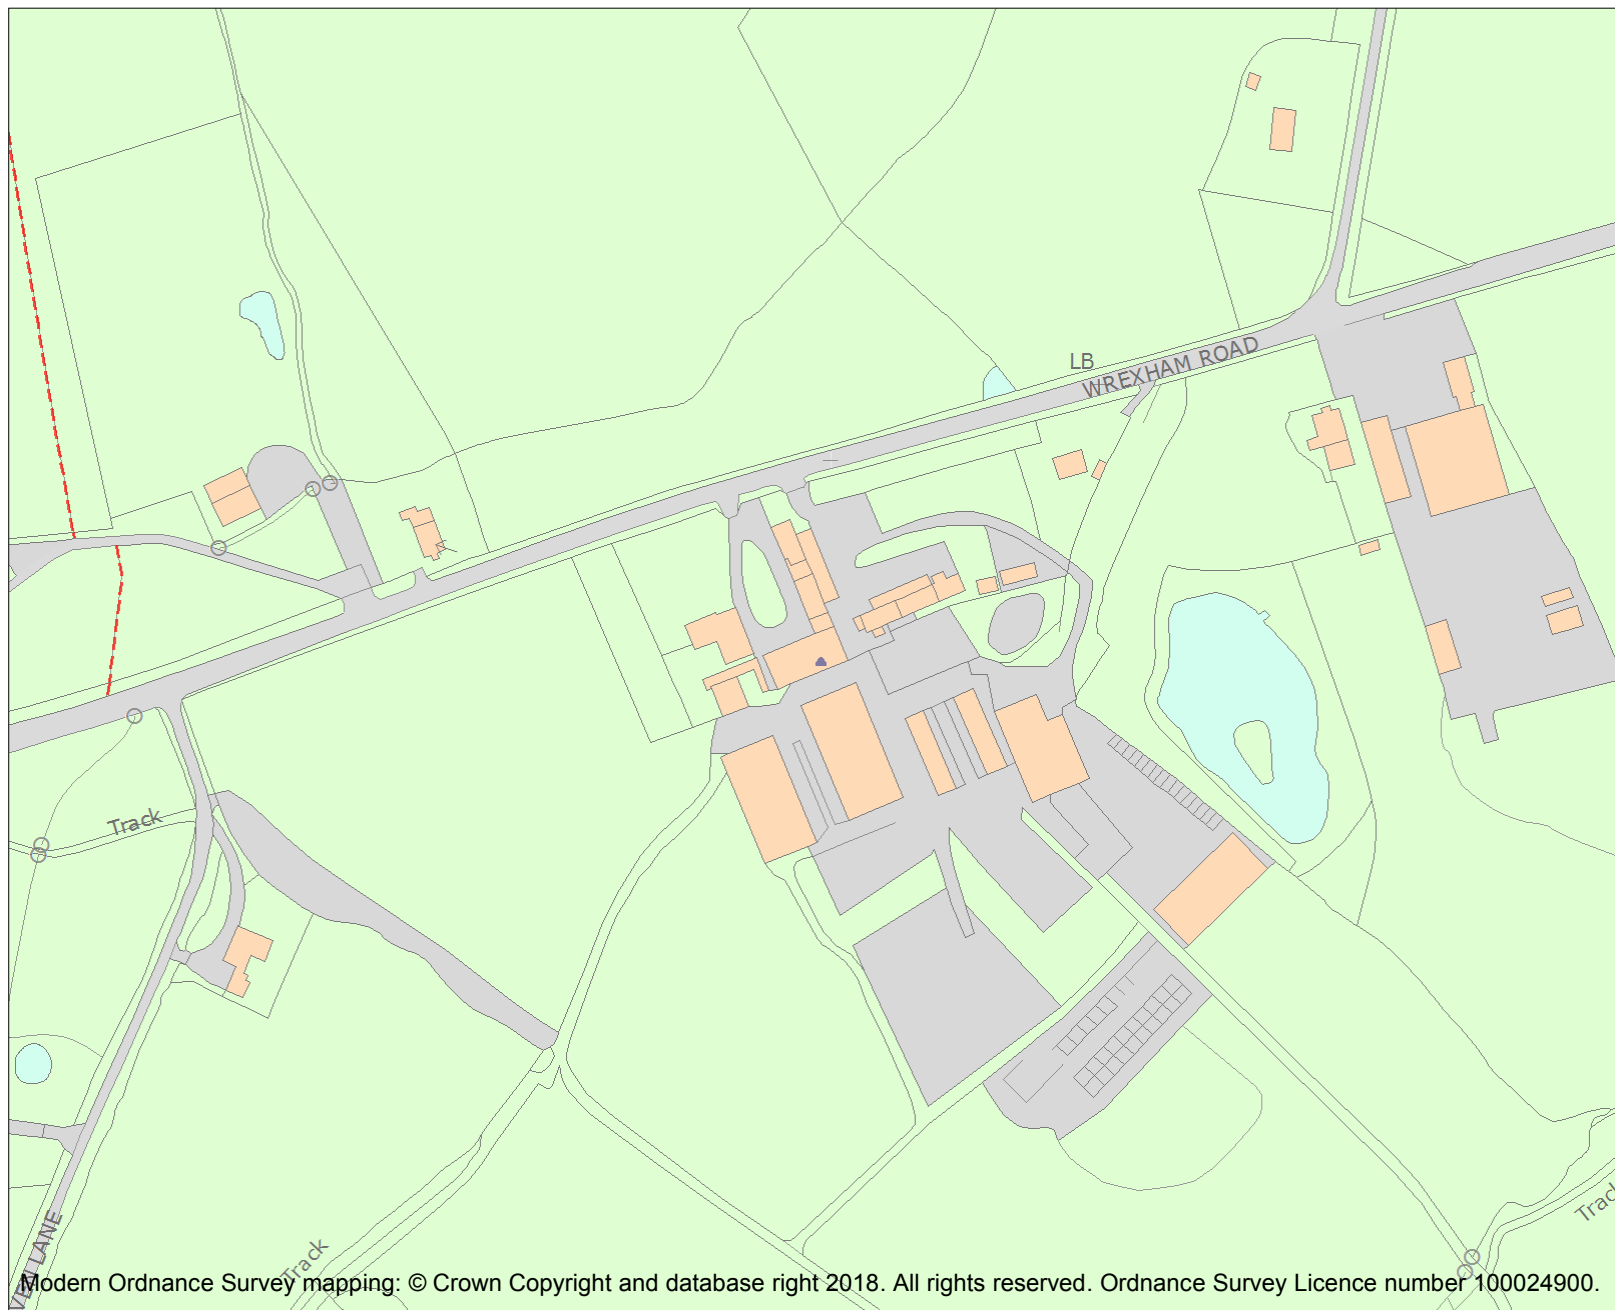 LB
WREXHAM ROAD
Track
LANE
Track
Modern Ordnance Survey mapping: © Crown Copyright and database right 2018. All rights reserved. Ordnance Survey Licence number 100024900.